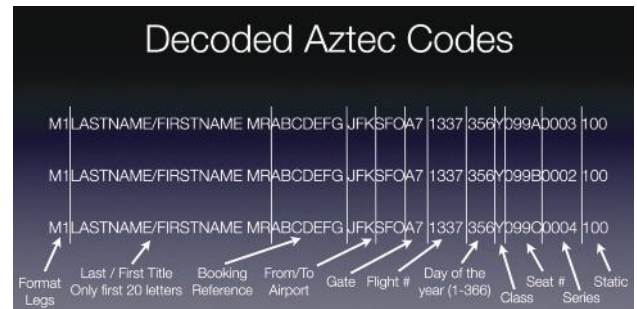 Decoded Aztec Codes
M1LASTNAME/FIRSTNAME MRABCDEFG JFKSFOA7 1337 356Y099A0003 100
M1LASTNAME/FIRSTNAME MRABCDEFG JFKSFOA7 1337 356Y099B0002 100
M1LASTNAME/FIRSTNAME MRABCDEFG JFKSFOA7 1337 356Y099C0004 100
Format
Legs
Last / First Title
Only first 20 letters
Booking
Reference
From/To
Airport
Gate
Flight #
Day of the
year (1-366)
Class
Seat #
Series
Static